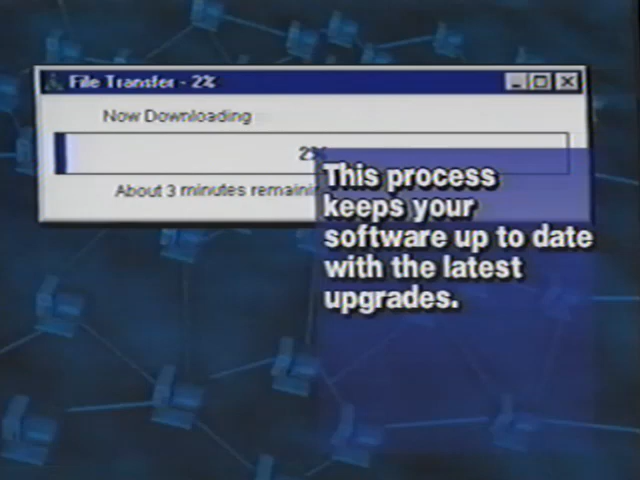 File Transfer - 2%
Now Downloading
2%
About 3 minutes remainin
This process
keeps your
software up to date
with the latest
upgrades.